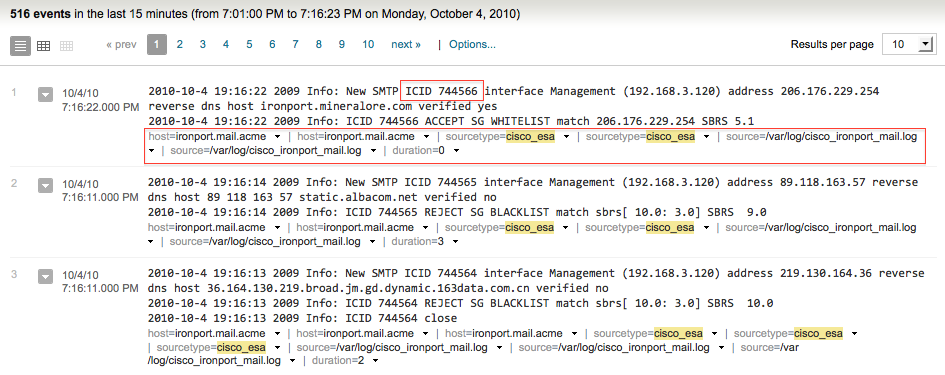 516 events in the last 15 minutes (from 7:01:00 PM to 7:16:23 PM on Monday, October 4, 2010)
« prev 1 2 3 4 5 6 7 8 9 10 next » | Options... Results per page 10
1 10/4/10 2010-10-4 19:16:22 2009 Info: New SMTP ICID 744566 interface Management (192.168.3.120) address 206.176.229.254
7:16:22.000 PM reverse dns host ironport.mineralore.com verified yes
2010-10-4 19:16:22 2009 Info: ICID 744566 ACCEPT SG WHITELIST match 206.176.229.254 SBRS 5.1
host=ironport.mail.acme | host=ironport.mail.acme | sourcetype=cisco_esa | sourcetype=cisco_esa | source=/var/log/cisco_ironport_mail.log
| source=/var/log/cisco_ironport_mail.log | duration=0
2 10/4/10 2010-10-4 19:16:14 2009 Info: New SMTP ICID 744565 interface Management (192.168.3.120) address 89.118.163.57 reverse
7:16:11.000 PM dns host 89 118 163 57 static.albacom.net verified no
2010-10-4 19:16:14 2009 Info: ICID 744565 REJECT SG BLACKLIST match sbrs[ 10.0: 3.0] SBRS 9.0
host=ironport.mail.acme | host=ironport.mail.acme | sourcetype=cisco_esa | sourcetype=cisco_esa | source=/var/log/cisco_ironport_mail.log
| source=/var/log/cisco_ironport_mail.log | duration=3
3 10/4/10 2010-10-4 19:16:13 2009 Info: New SMTP ICID 744564 interface Management (192.168.3.120) address 219.130.164.36 reverse
7:16:11.000 PM dns host 36.164.130.219.broad.jm.gd.dynamic.163data.com.cn verified no
2010-10-4 19:16:13 2009 Info: ICID 744564 REJECT SG BLACKLIST match sbrs[ 10.0: 3.0] SBRS 10.0
2010-10-4 19:16:13 2009 Info: ICID 744564 close
host=ironport.mail.acme | host=ironport.mail.acme | sourcetype=cisco_esa | sourcetype=cisco_esa
| sourcetype=cisco_esa | source=/var/log/cisco_ironport_mail.log | source=/var/log/cisco_ironport_mail.log | source=/var
/log/cisco_ironport_mail.log | duration=2